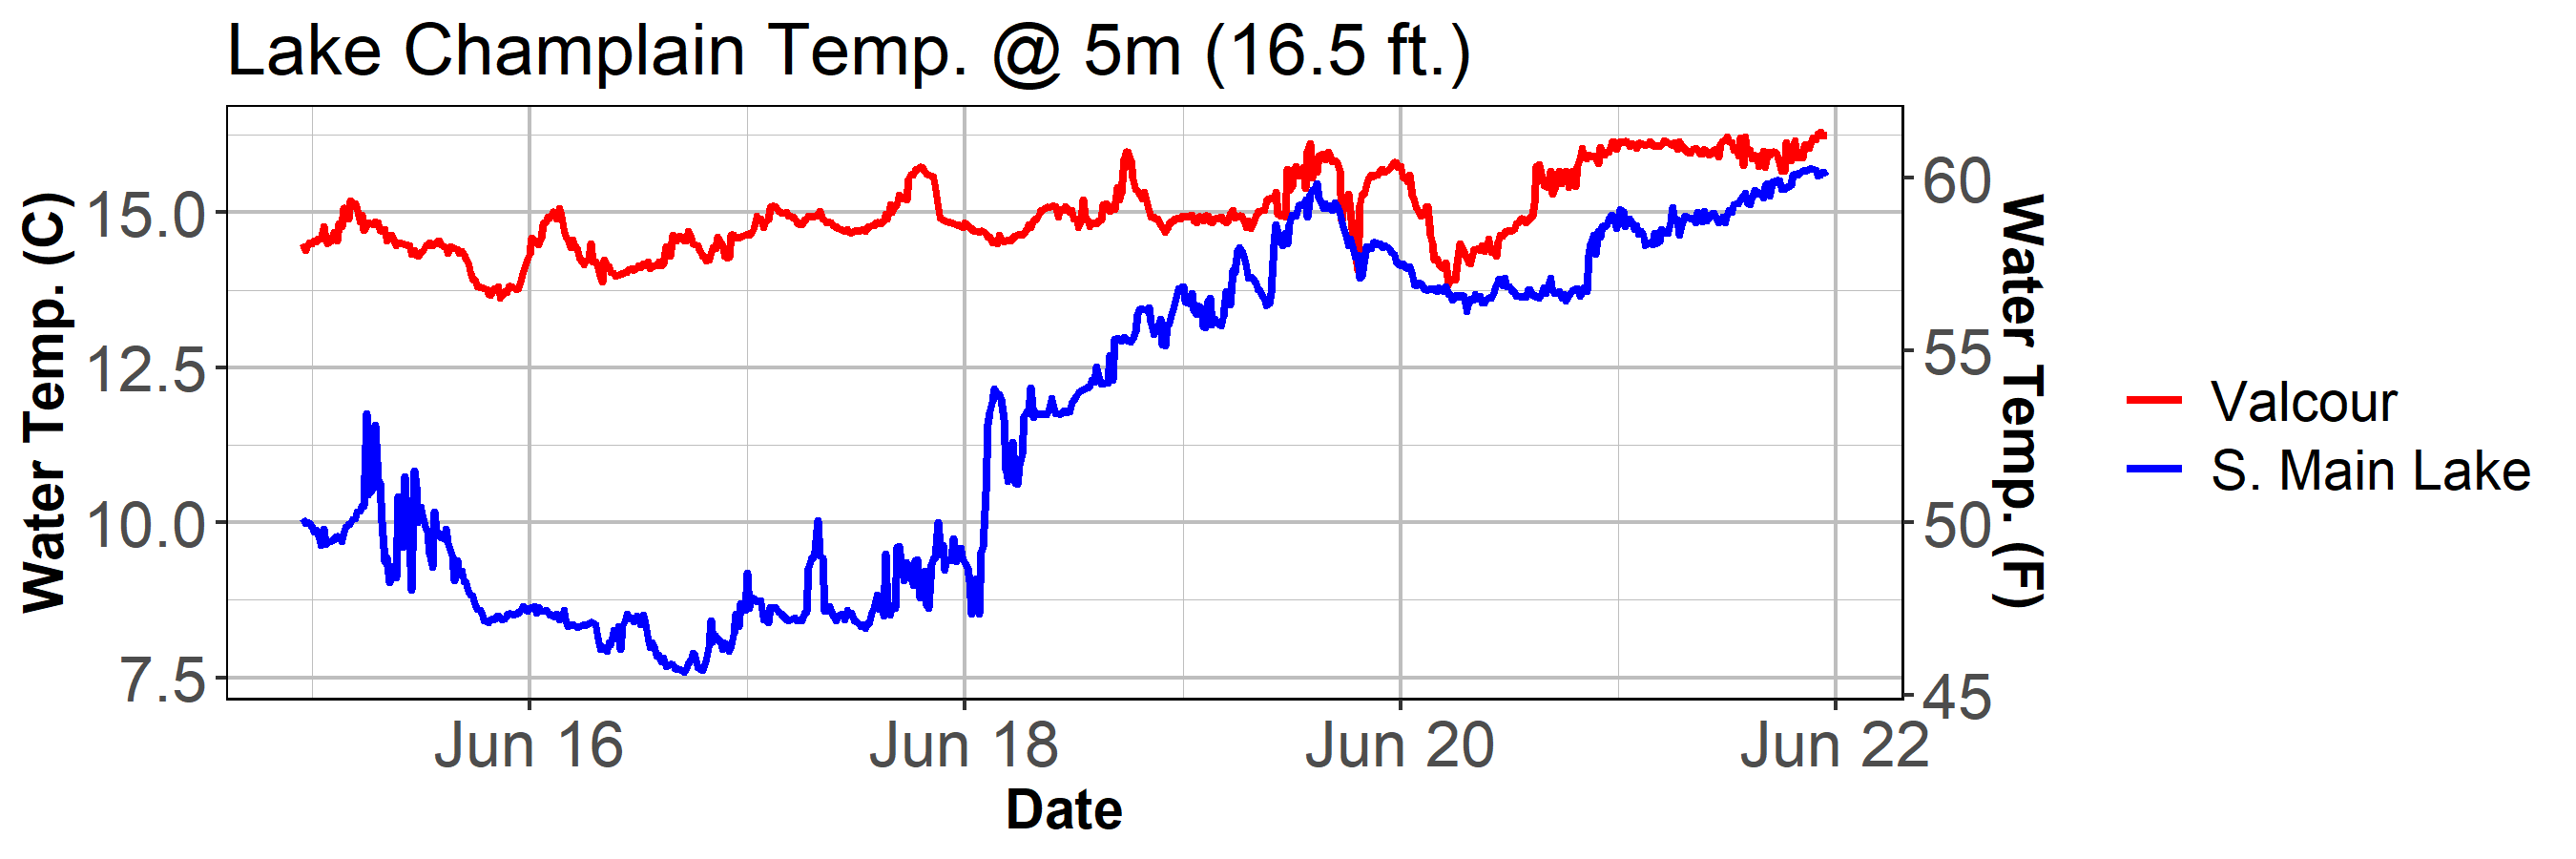 Lake Champlain Temp. @ 5m (16.5 ft.)
Water Temp. (C)
15.0
12.5
10.0
7.5
60
55
50
45
Water Temp. (F)
Jun 16
Jun 18
Jun 20
Jun 22
Date
Valcour
S. Main Lake